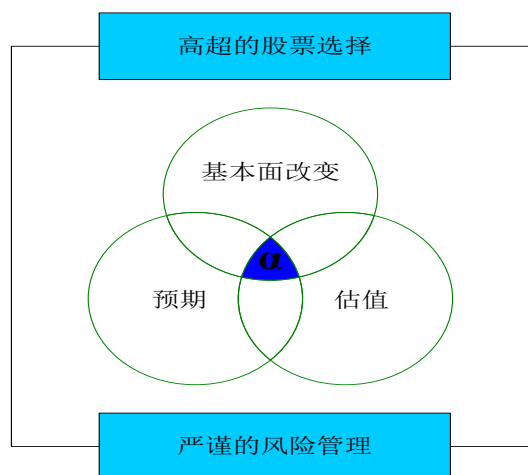 高超的股票选择
基本面改变
α
预期
估值
严谨的风险管理